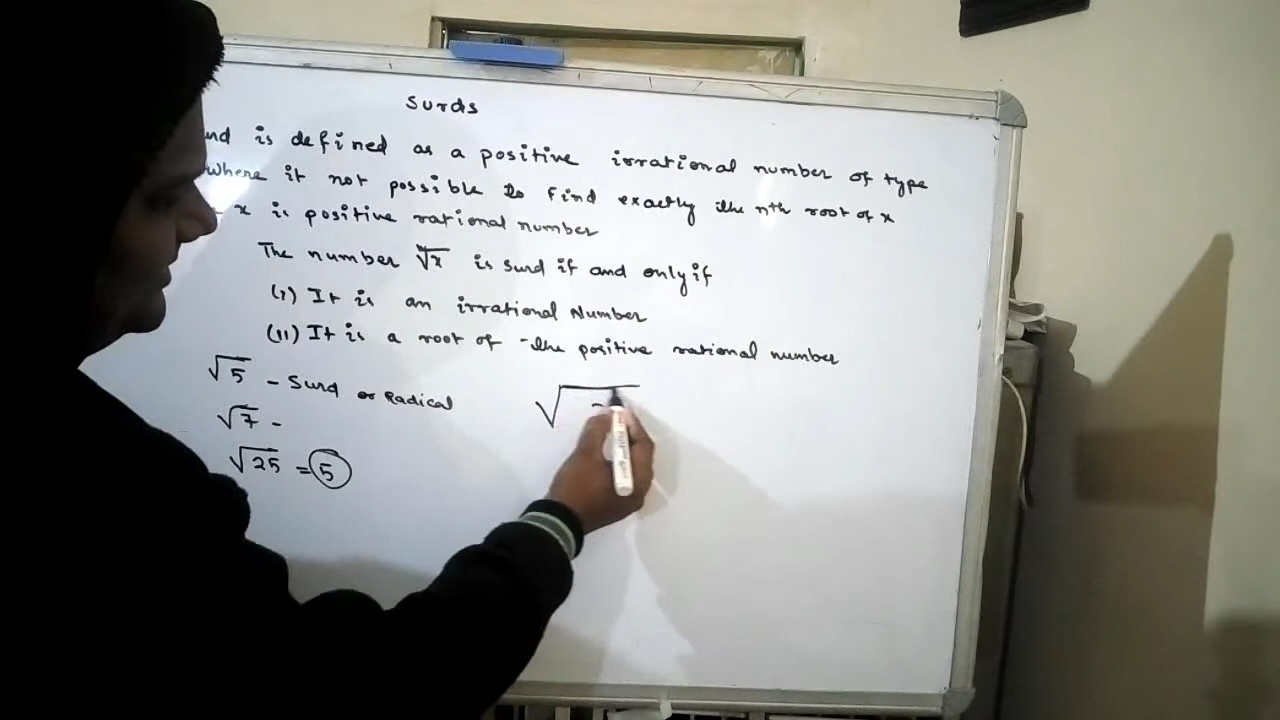 Surds
is defined as a positive irrational number of type
where it not possible to find exactly the nth root of x
x is positive rational number
The number ⁿ√x is surd if and only if
(i) It is an irrational Number
(ii) It is a root of the positive rational number
√5 - Surd or Radical
√7 -
√25 = 5
√